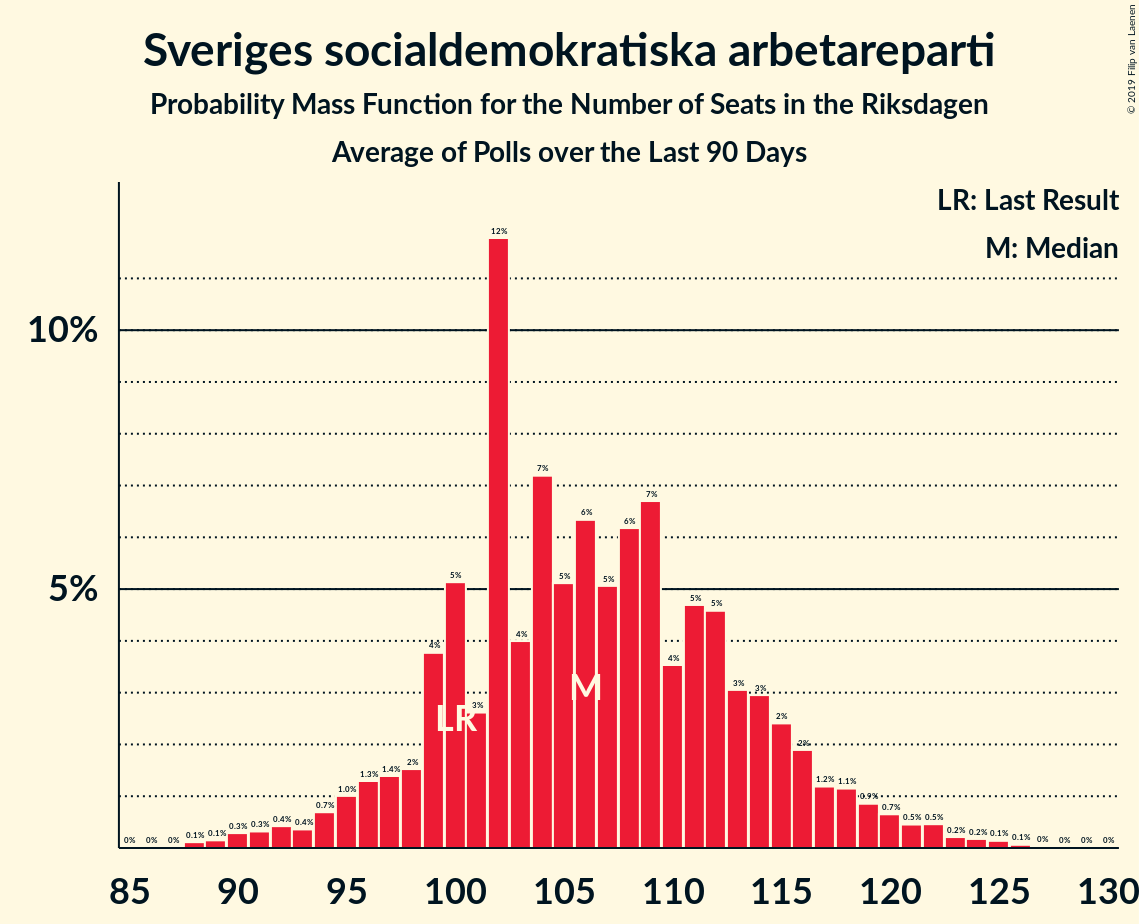 Sveriges socialdemokratiska arbetareparti
Probability Mass Function for the Number of Seats in the Riksdagen
Average of Polls over the Last 90 Days
© 2019 Filip van Laenen
LR: Last Result
M: Median
10%
5%
0% 0% 0% 0.1% 0.1% 0.3% 0.3% 0.4% 0.4% 0.7% 1.0% 1.3% 1.4% 2% 4% 5% 3% 12% 4% 7% 5% 6% 5% 6% 7% 4% 5% 5% 3% 3% 2% 2% 1.2% 1.1% 0.9% 0.7% 0.5% 0.5% 0.2% 0.2% 0.1% 0.1% 0% 0% 0% 0%
LR
M
85 90 95 100 105 110 115 120 125 130